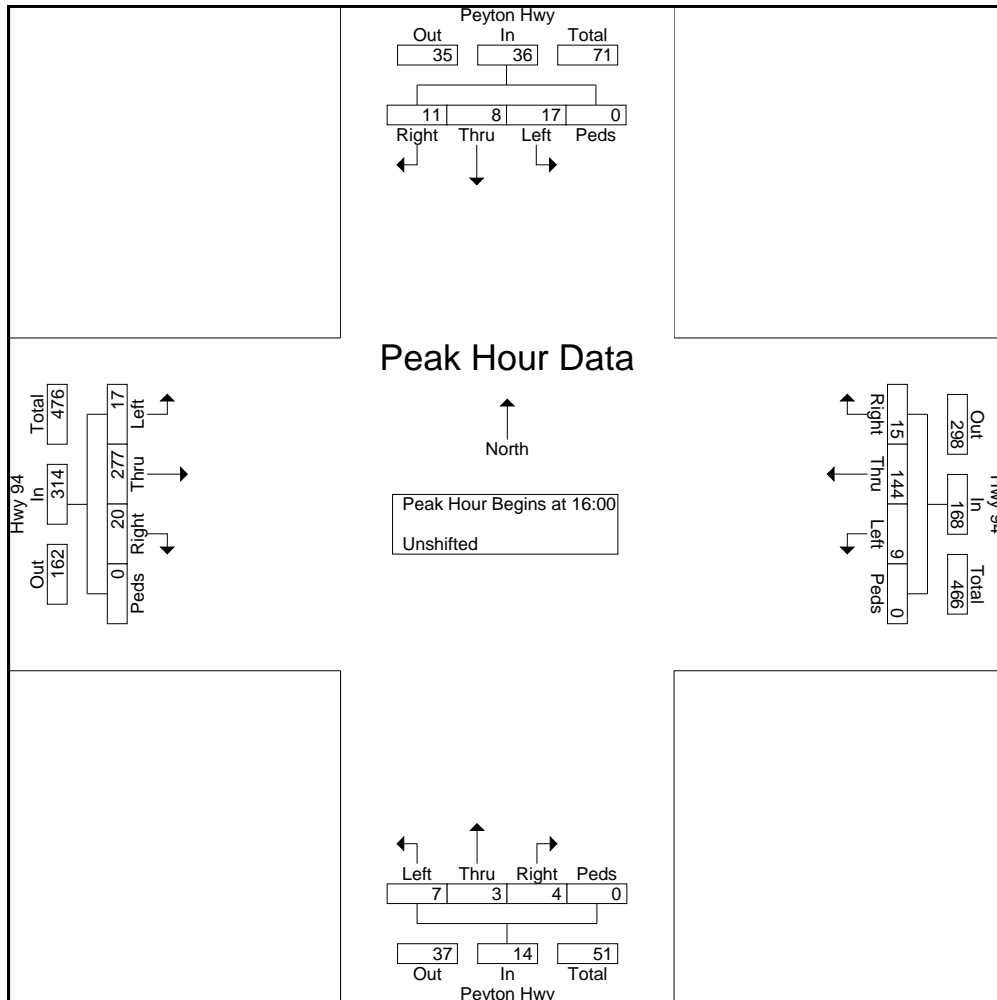 Peyton Hwy
Out In Total
35 36 71
11 8 17 0
Right Thru Left Peds
Peak Hour Data
North
Peak Hour Begins at 16:00
Unshifted
Hwy 94
Total In Out
476 314 162
17 277 20 0
Left Thru Right Peds
Hwy 94
Out In Total
298 168 466
15 144 9 0
Right Thru Left Peds
Left Thru Right Peds
7 3 4 0
37 14 51
Out In Total
Peyton Hwy